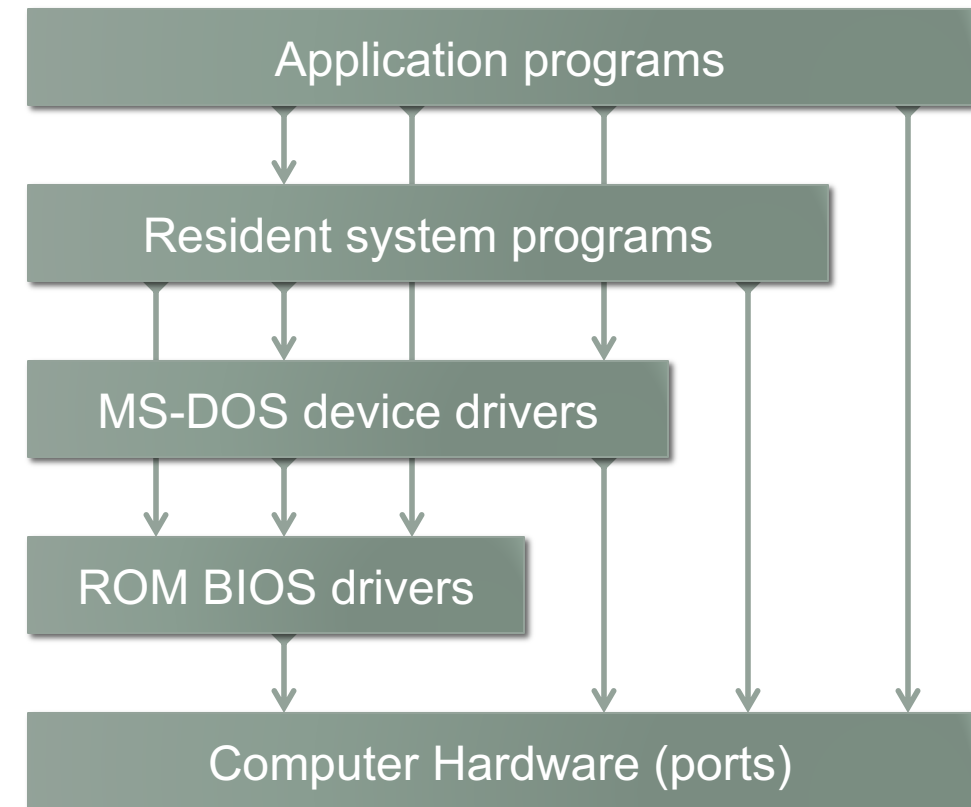 Application programs
Resident system programs
MS-DOS device drivers
ROM BIOS drivers
Computer Hardware (ports)